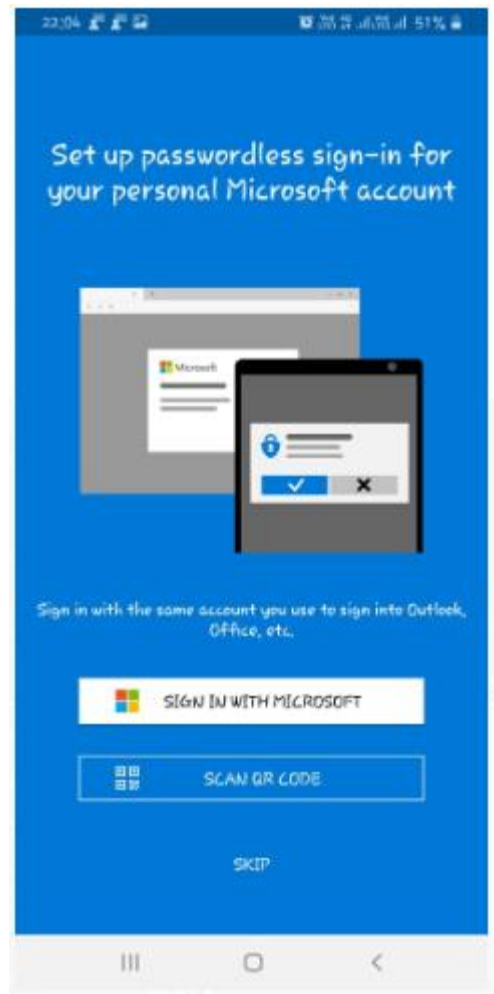 22:04 51%
Set up passwordless sign-in for
your personal Microsoft account
Microsoft
Sign in with the same account you use to sign into Outlook,
Office, etc.
SIGN IN WITH MICROSOFT
SCAN QR CODE
SKIP